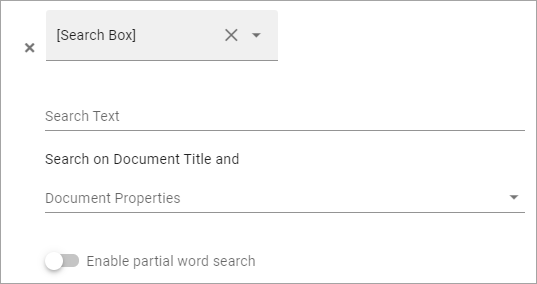 [Search Box]
Search Text
Search on Document Title and
Document Properties
Enable partial word search